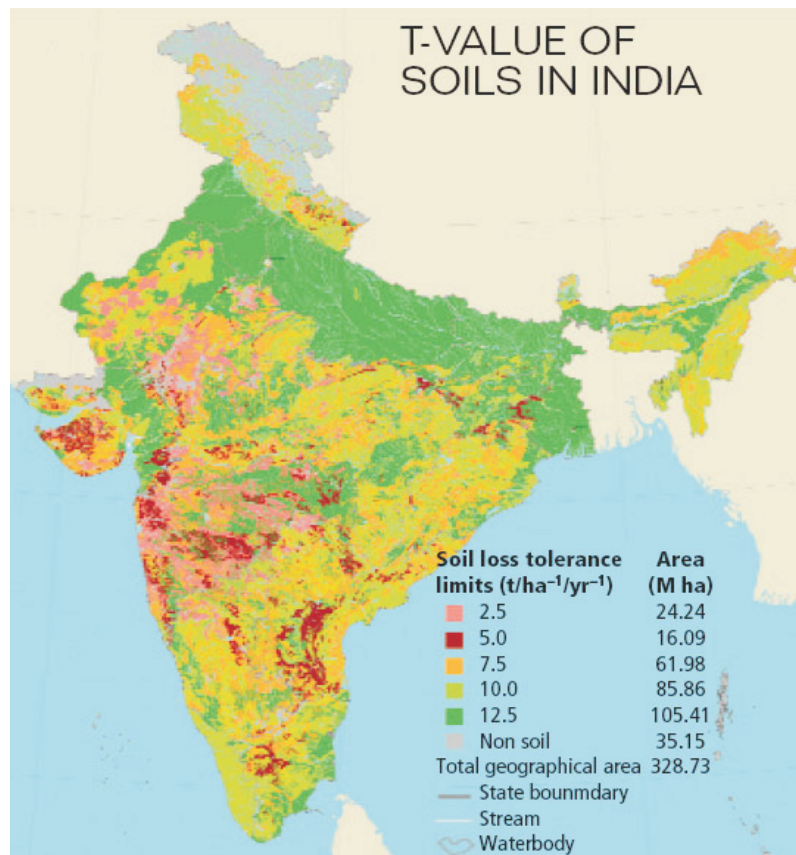 T-VALUE OF
SOILS IN INDIA
Soil loss tolerance Area
limits (t/ha⁻¹/yr⁻¹) (M ha)
2.5 24.24
5.0 16.09
7.5 61.98
10.0 85.86
12.5 105.41
Non soil 35.15
Total geographical area 328.73
State bounmdary
Stream
Waterbody